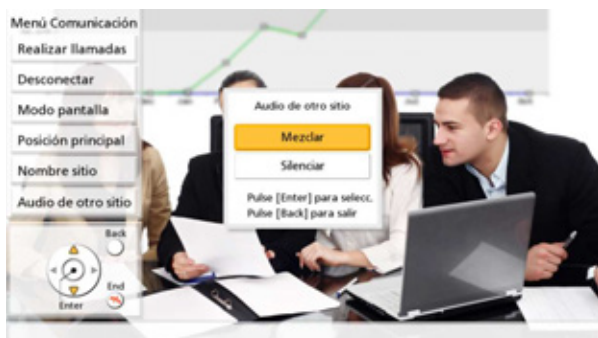 Menú Comunicación
Realizar llamadas
Desconectar
Modo pantalla
Posición principal
Nombre sitio
Audio de otro sitio
Back
End
Enter
Audio de otro sitio
Mezclar
Silenciar
Pulse [Enter] para selecc.
Pulse [Back] para salir